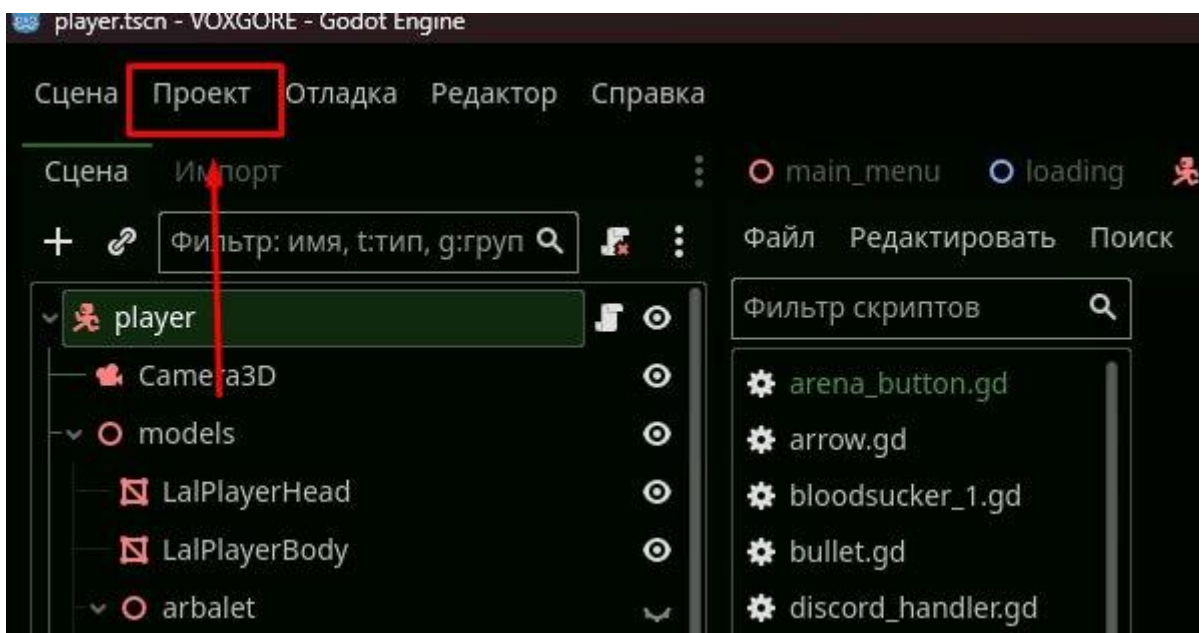 player.tscn - VOXGORE - Godot Engine
Сцена Проект Отладка Редактор Справка
Сцена Импорт
main_menu loading
Фильтр: имя, t:тип, g:груп
Файл Редактировать Поиск
player
Camera3D
models
LalPlayerHead
LalPlayerBody
arbalet
Фильтр скриптов
arena_button.gd
arrow.gd
bloodsucker_1.gd
bullet.gd
discord_handler.gd